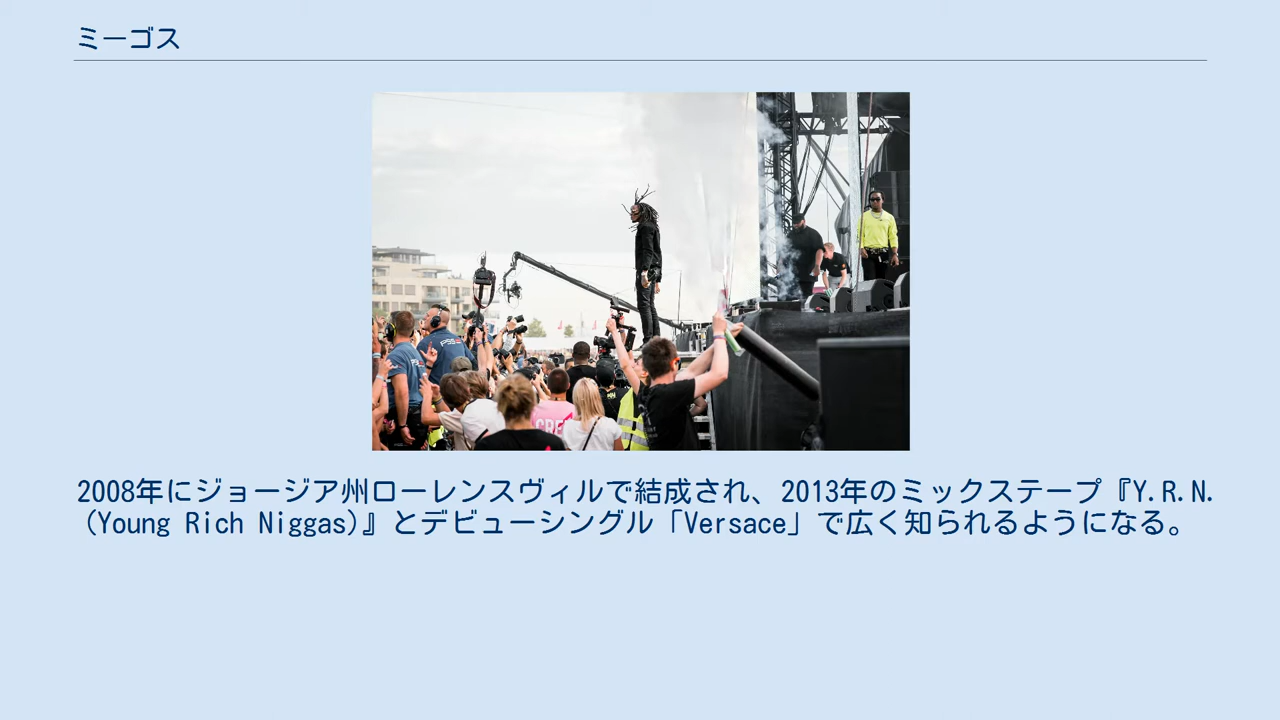 ミーゴス
PSS
CRE
2008年にジョージア州ローレンスヴィルで結成され、2013年のミックステープ『Y.R.N.
(Young Rich Niggas)』とデビューシングル「Versace」で広く知られるようになる。